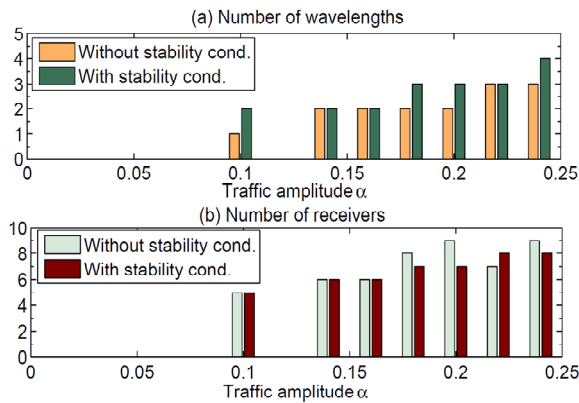 (a) Number of wavelengths
5
4
3
2
1
0
Without stability cond.
With stability cond.
0 0.05 0.1 0.15 0.2 0.25
Traffic amplitude α
(b) Number of receivers
10
8
6
4
2
0
Without stability cond.
With stability cond.
0 0.05 0.1 0.15 0.2 0.25
Traffic amplitude α